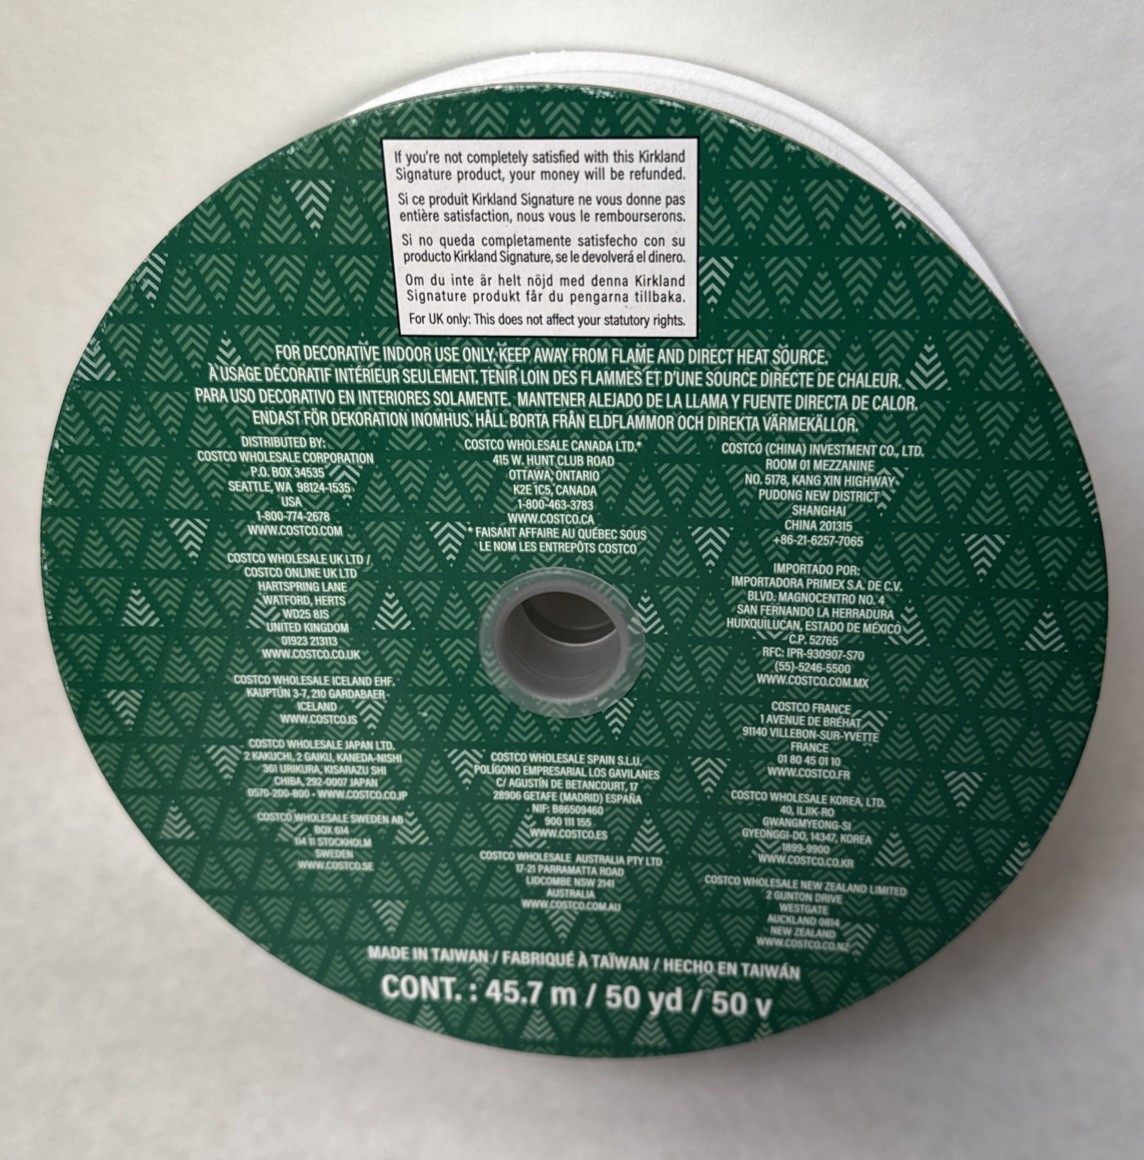 If you're not completely satisfied with this Kirkland
Signature product, your money will be refunded.
Si ce produit Kirkland Signature ne vous donne pas
entière satisfaction, nous vous le rembourserons.
Si no queda completamente satisfecho con su
producto Kirkland Signature, se le devolverá el dinero.
Om du inte är helt nöjd med denna Kirkland
Signature produkt får du pengarna tillbaka.
For UK only: This does not affect your statutory rights.
FOR DECORATIVE INDOOR USE ONLY. KEEP AWAY FROM FLAME AND DIRECT HEAT SOURCE.
À USAGE DÉCORATIF INTÉRIEUR SEULEMENT. TENIR LOIN DES FLAMMES ET D'UNE SOURCE DIRECTE DE CHALEUR.
PARA USO DECORATIVO EN INTERIORES SOLAMENTE. MANTENER ALEJADO DE LA LLAMA Y FUENTE DIRECTA DE CALOR.
ENDAST FÖR DEKORATION INOMHUS. HÅLL BORTA FRÅN ELDFLAMMOR OCH DIREKTA VÄRMEKÄLLOR.
DISTRIBUTED BY:
COSTCO WHOLESALE CORPORATION
P.O. BOX 34535
SEATTLE, WA 98124-1535
USA
1-800-774-2678
WWW.COSTCO.COM
COSTCO WHOLESALE UK LTD /
COSTCO ONLINE UK LTD
HARTSPRING LANE
WATFORD, HERTS
WD25 8JS
UNITED KINGDOM
01923 213113
WWW.COSTCO.CO.UK
COSTCO WHOLESALE ICELAND EHF.
KAUPTÚN 3-7, 210 GARDABAER
ICELAND
WWW.COSTCO.IS
COSTCO WHOLESALE JAPAN LTD.
2 KAKUCHI, 2 GAIKU, KANEDA-NISHI
361 URIKURA, KISARAZU SHI
CHIBA, 292-0007 JAPAN
0570-200-800 - WWW.COSTCO.CO.JP
COSTCO WHOLESALE SWEDEN AB
BOX 614
114 11 STOCKHOLM
SWEDEN
WWW.COSTCO.SE
COSTCO WHOLESALE CANADA LTD.*
415 W. HUNT CLUB ROAD
OTTAWA, ONTARIO
K2E 1C5, CANADA
1-800-463-3783
WWW.COSTCO.CA
* FAISANT AFFAIRE AU QUÉBEC SOUS
LE NOM LES ENTREPÔTS COSTCO
COSTCO WHOLESALE SPAIN S.L.U.
POLÍGONO EMPRESARIAL LOS GAVILANES
C/ AGUSTÍN DE BETANCOURT, 17
28906 GETAFE (MADRID) ESPAÑA
NIF: B86509460
900 111 155
WWW.COSTCO.ES
COSTCO WHOLESALE AUSTRALIA PTY LTD
17-21 PARRAMATTA ROAD
LIDCOMBE NSW 2141
AUSTRALIA
WWW.COSTCO.COM.AU
COSTCO (CHINA) INVESTMENT CO., LTD.
ROOM 01 MEZZANINE
NO. 5178, KANG XIN HIGHWAY
PUDONG NEW DISTRICT
SHANGHAI
CHINA 201315
+86-21-6257-7065
IMPORTADO POR:
IMPORTADORA PRIMEX S.A. DE C.V.
BLVD. MAGNOCENTRO NO. 4
SAN FERNANDO LA HERRADURA
HUIXQUILUCAN, ESTADO DE MÉXICO
C.P. 52765
RFC: IPR-930907-S70
(55)-5246-5500
WWW.COSTCO.COM.MX
COSTCO FRANCE
1 AVENUE DE BRÉHAT
91140 VILLEBON-SUR-YVETTE
FRANCE
01 80 45 01 10
WWW.COSTCO.FR
COSTCO WHOLESALE KOREA, LTD.
40, ILJIK-RO
GWANGMYEONG-SI
GYEONGGI-DO, 14347, KOREA
1899-9900
WWW.COSTCO.CO.KR
COSTCO WHOLESALE NEW ZEALAND LIMITED
2 GUNTON DRIVE
WESTGATE
AUCKLAND 0814
NEW ZEALAND
WWW.COSTCO.CO.NZ
MADE IN TAIWAN / FABRIQUÉ À TAÏWAN / HECHO EN TAIWÁN
CONT. : 45.7 m / 50 yd / 50 v